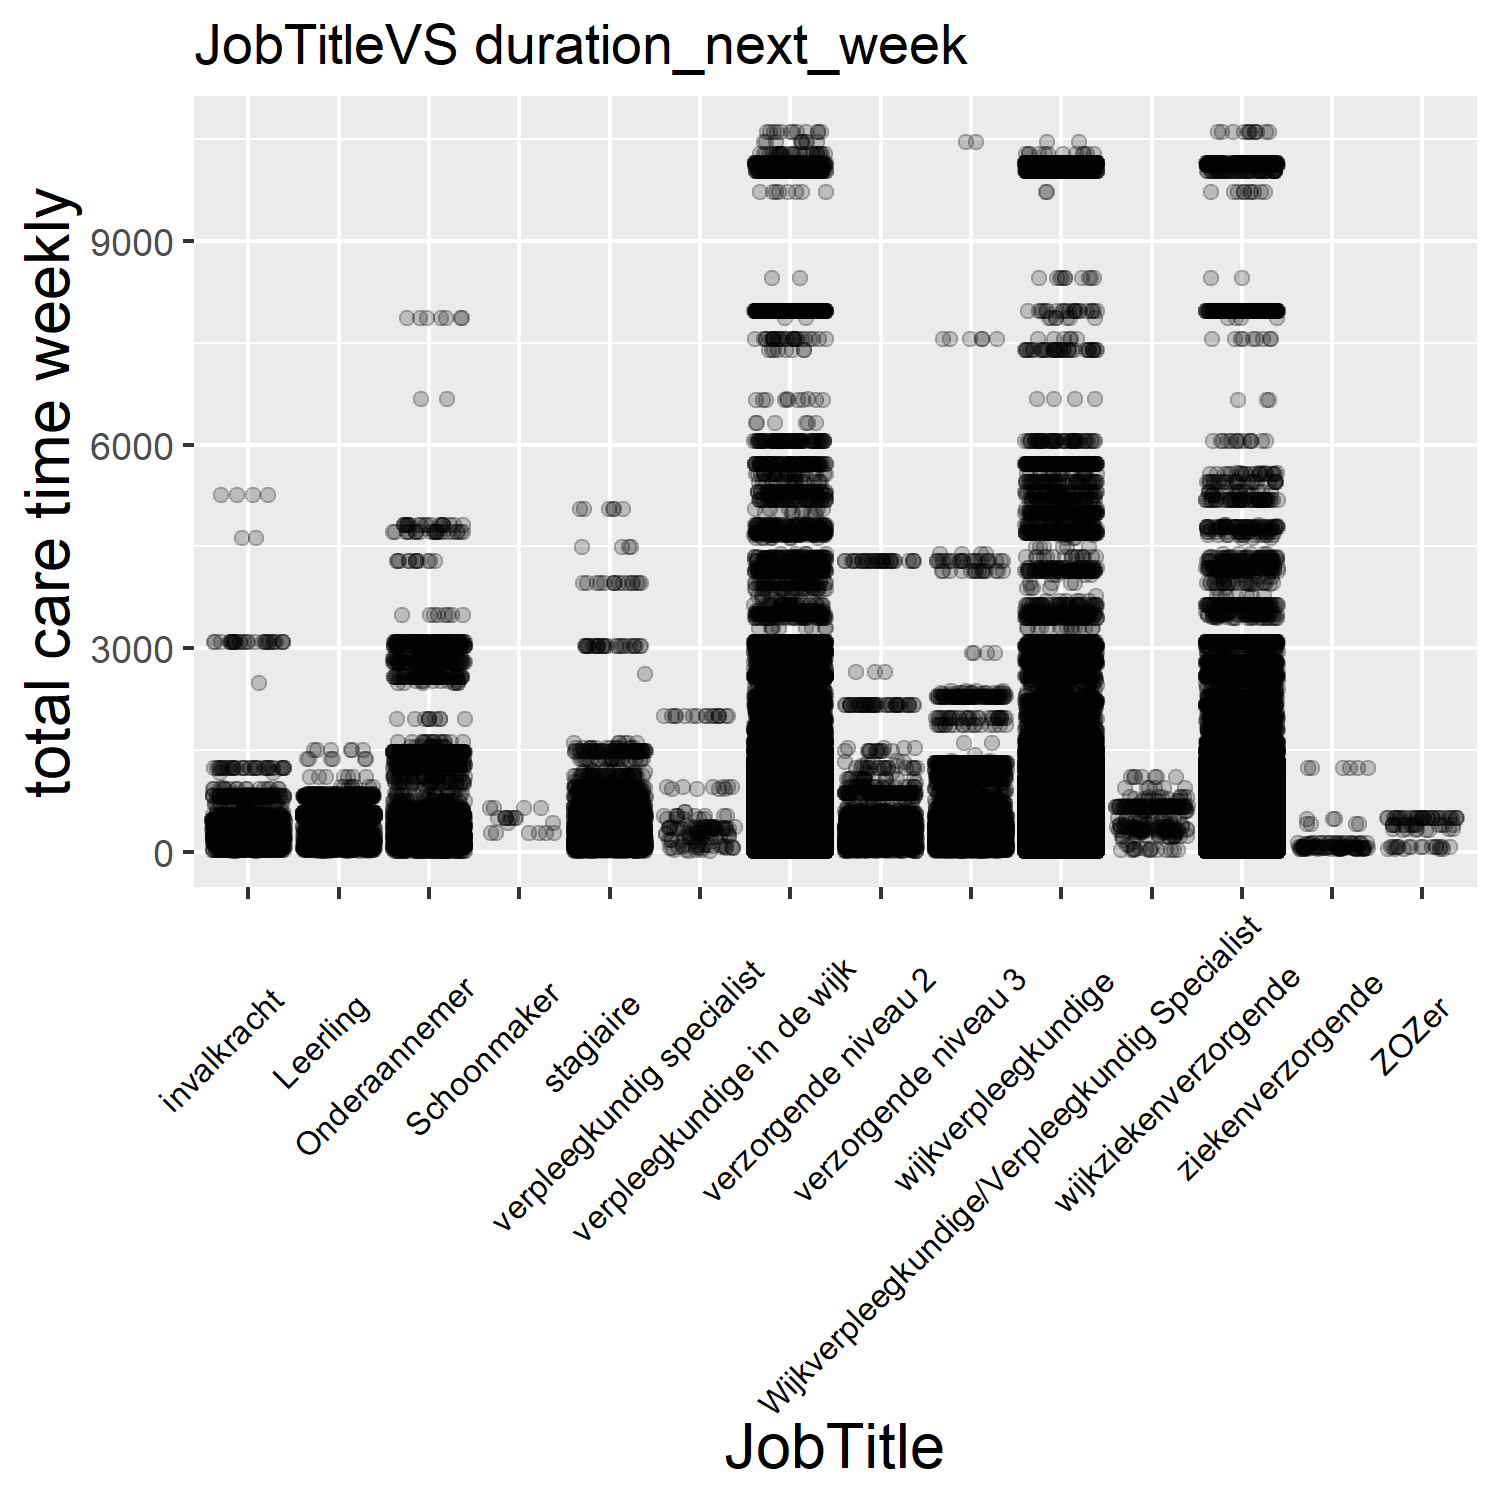 JobTitleVS duration_next_week
total care time weekly
9000
6000
3000
0
invalkracht
Leerling
Onderaannemer
Schoonmaker
stagiaire
verpleegkundig specialist
verpleegkundige in de wijk
verzorgende niveau 2
verzorgende niveau 3
wijkverpleegkundige
Wijkverpleegkundige/Verpleegkundig Specialist
wijkziekenverzorgende
ziekenverzorgende
ZOZer
JobTitle